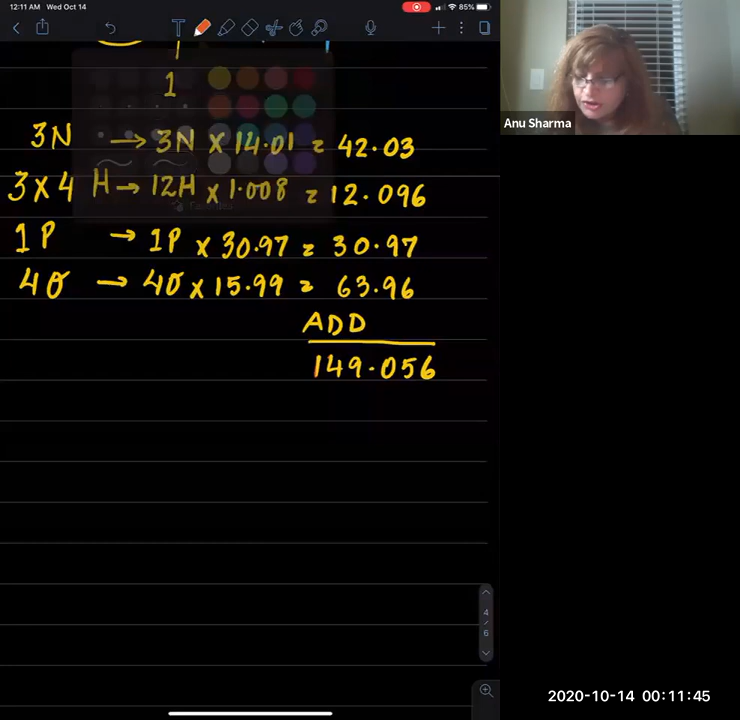 12:11 AM Wed Oct 14
85%
1
3N → 3N × 14.01 = 42.03
3 × 4 H → 12H × 1.008 = 12.096
1P → 1P × 30.97 = 30.97
4O → 4O × 15.99 = 63.96
ADD
149.056
4
/
6
Anu Sharma
2020-10-14 00:11:45